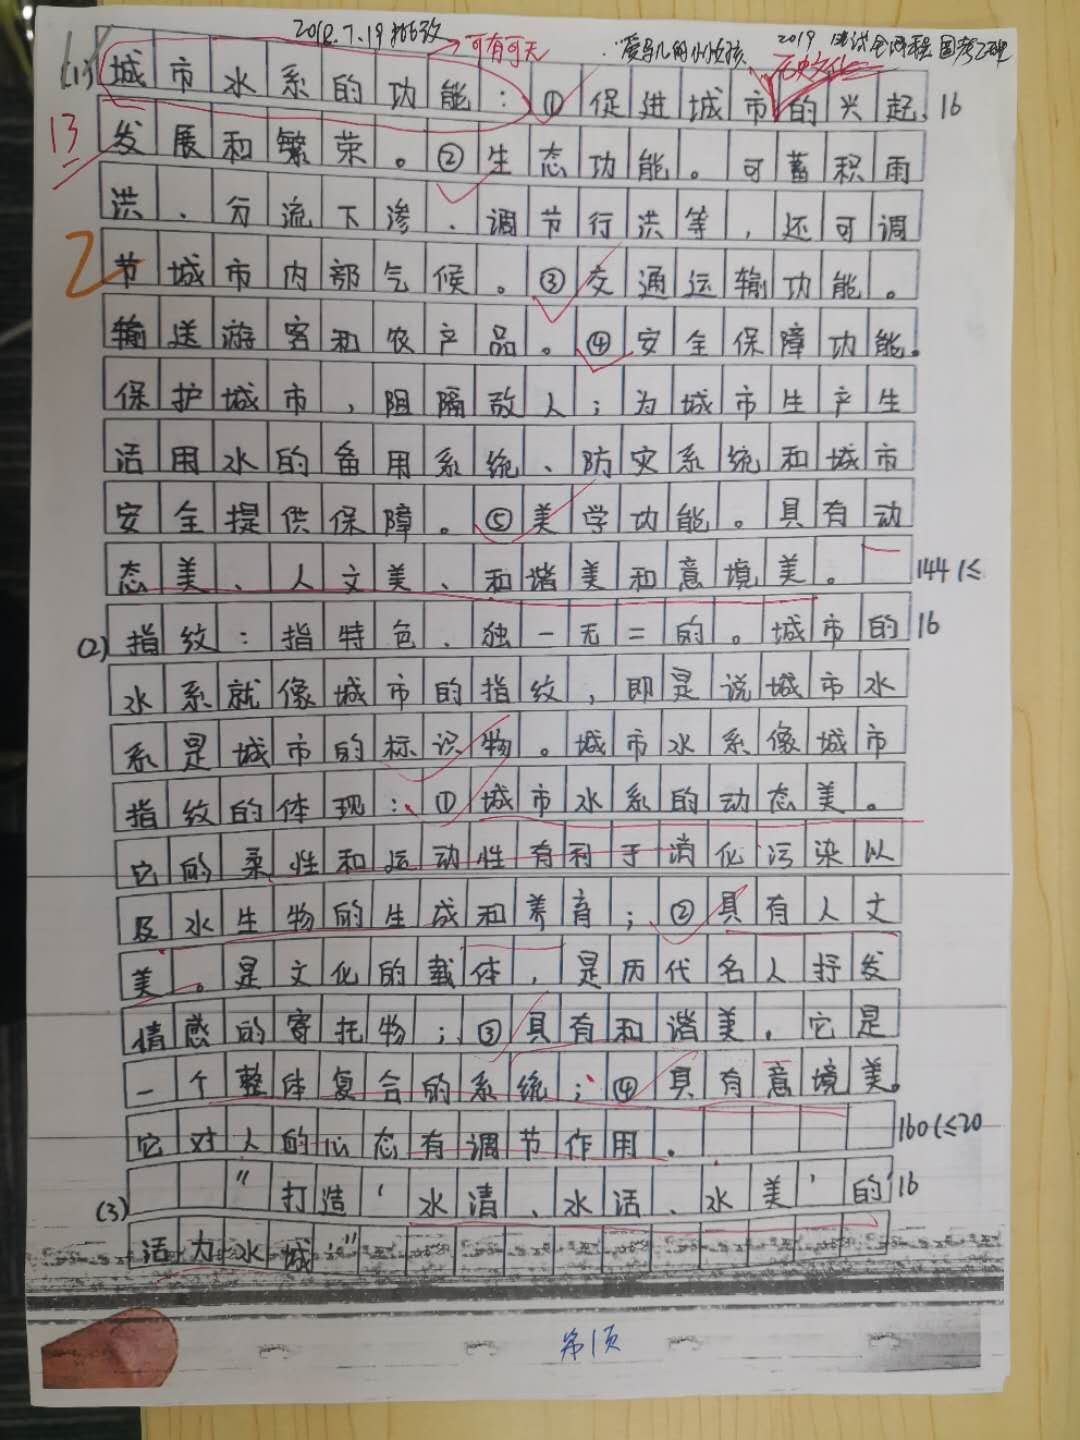 2018.7.19批改
可有可无
爱马儿的小女孩
2019
(1) 城市水系的功能:①促进城市的兴起、 16
13
发展和繁荣。②生态功能。可蓄积雨
洪、分流下渗、调节行洪等,还可调
2
节城市内部气候。③交通运输功能。
输送游客和农产品。④安全保障功能。
保护城市,阻隔敌人;为城市生产生
活用水的备用系统、防灾系统和城市
安全提供保障。⑤美学功能。具有动
态美、人文美、和谐美和意境美。 144(≤
(2) 指纹:指特色、独一无二的。城市的 16
水系就像城市的指纹,即是说城市水
系是城市的标识物。城市水系像城市
指纹的体现:①城市水系的动态美。
它的柔性和运动性有利于消化污染以
及水生物的生成和养育;②具有人文
美。是文化的载体,是历代名人抒发
情感的寄托物;③具有和谐美,它是
一个整体复合的系统;④具有意境美。
它对人的心态有调节作用。 160(≤20
(3) “打造‘水清、水活、水美’的 16
活力水城”
第1页